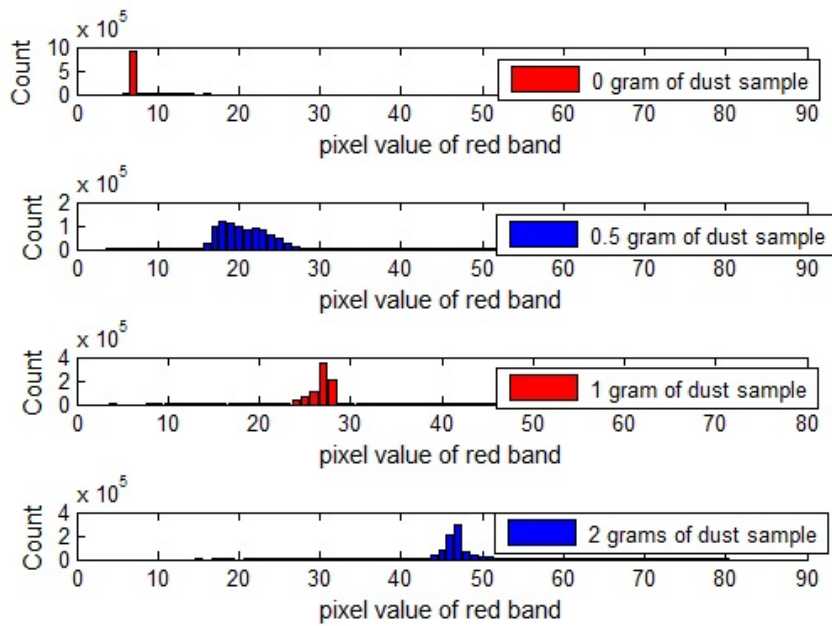 x 10^5
10
5
0
Count
0 gram of dust sample
0 10 20 30 40 50 60 70 80 90
pixel value of red band
x 10^5
2
1
0
Count
0.5 gram of dust sample
0 10 20 30 40 50 60 70 80 90
pixel value of red band
x 10^5
4
2
0
Count
1 gram of dust sample
0 10 20 30 40 50 60 70 80
pixel value of red band
x 10^5
4
2
0
Count
2 grams of dust sample
0 10 20 30 40 50 60 70 80 90
pixel value of red band